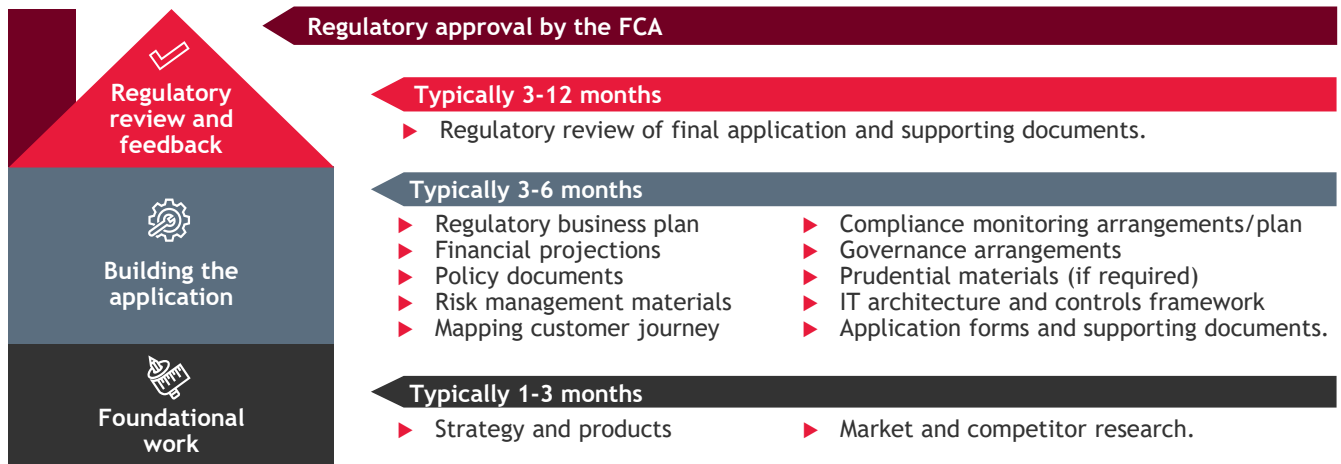 Regulatory approval by the FCA
Regulatory
review and
feedback
Typically 3-12 months
Regulatory review of final application and supporting documents.
Building the
application
Typically 3-6 months
Regulatory business plan
Financial projections
Policy documents
Risk management materials
Mapping customer journey
Compliance monitoring arrangements/plan
Governance arrangements
Prudential materials (if required)
IT architecture and controls framework
Application forms and supporting documents.
Foundational
work
Typically 1-3 months
Strategy and products
Market and competitor research.